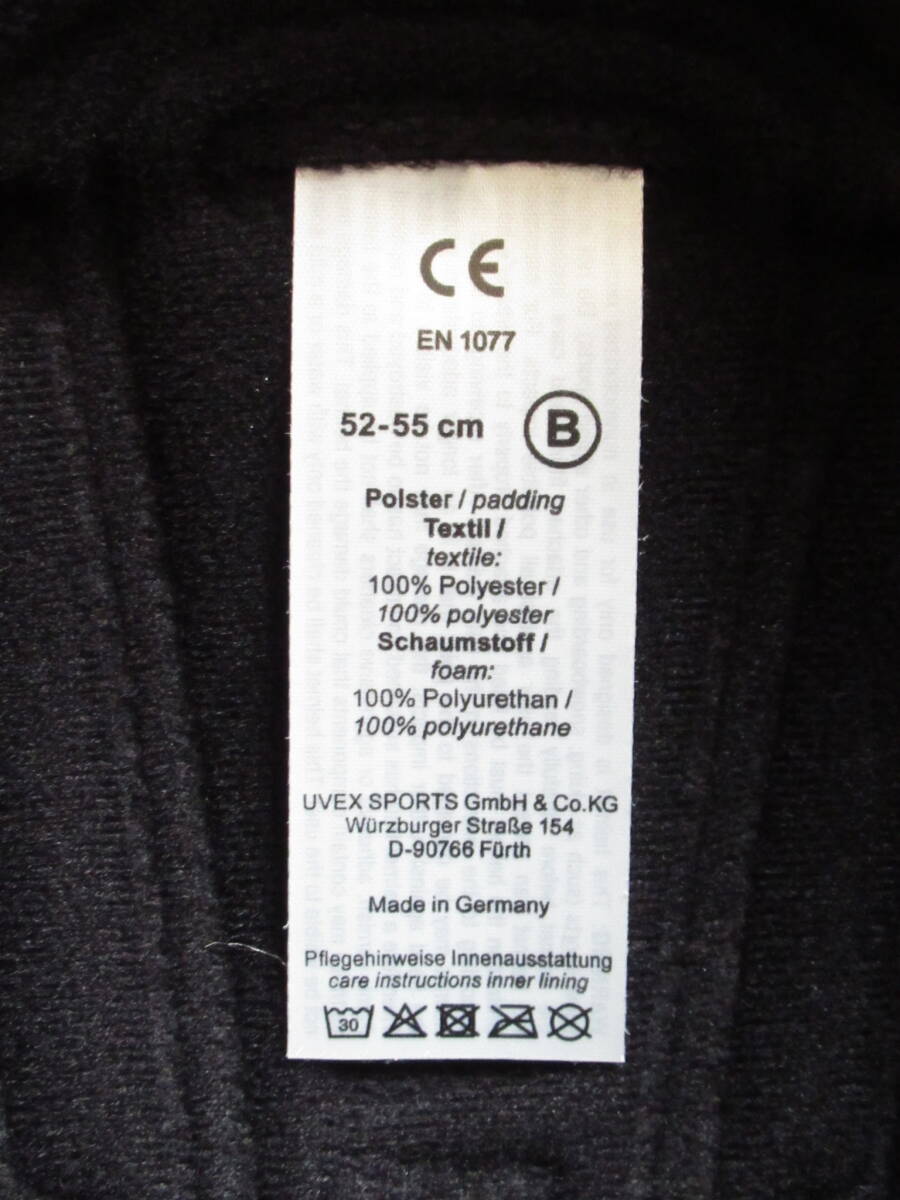 CE
EN 1077
52-55 cm B
Polster / padding
Textil /
textile:
100% Polyester /
100% polyester
Schaumstoff /
foam:
100% Polyurethan /
100% polyurethane
UVEX SPORTS GmbH & Co.KG
Würzburger Straße 154
D-90766 Fürth
Made in Germany
Pflegehinweise Innenausstattung
care instructions inner lining
30